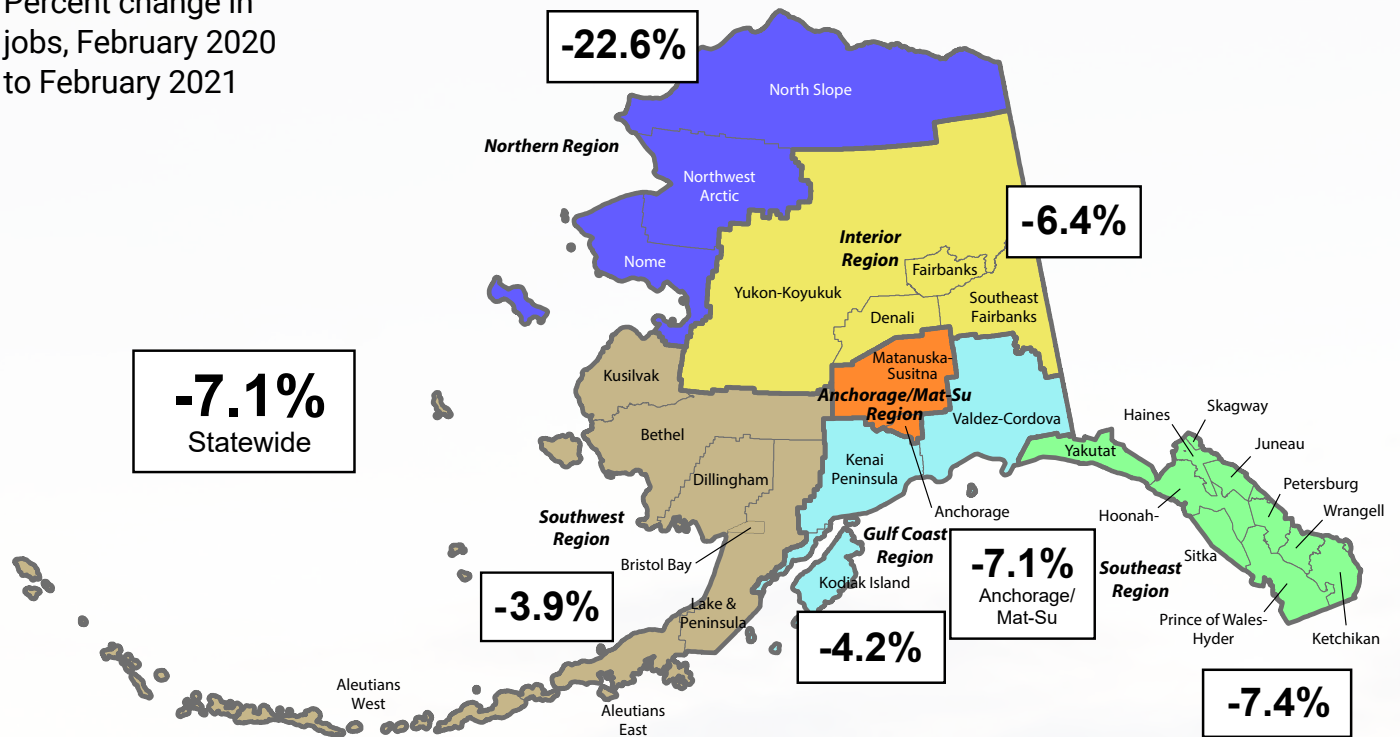 Percent change in
jobs, February 2020
to February 2021
-22.6%
North Slope
Northern Region
Northwest
Arctic
-6.4%
Interior
Region
Nome
Fairbanks
Yukon-Koyukuk
Southeast
Fairbanks
Denali
-7.1%
Statewide
Kusilvak
Matanuska-
Susitna
Anchorage/Mat-Su
Region
Valdez-Cordova
Haines
Skagway
Juneau
Bethel
Yakutat
Kenai
Peninsula
Dillingham
Petersburg
Anchorage
Hoonah-
Wrangell
Southwest
Region
Gulf Coast
Region
Sitka
Bristol Bay
-7.1%
Anchorage/
Mat-Su
Southeast
Region
Kodiak Island
-3.9%
Lake &
Peninsula
-4.2%
Prince of Wales-
Hyder
Ketchikan
Aleutians
West
Aleutians
East
-7.4%